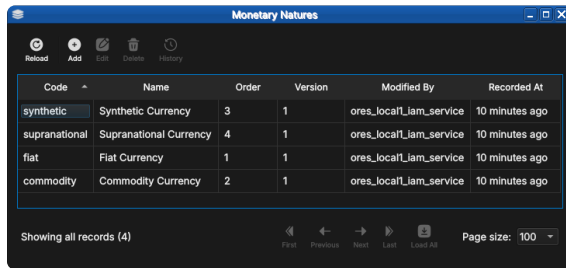 Monetary Natures
Reload Add Edit Delete History
Code Name Order Version Modified By Recorded At
synthetic Synthetic Currency 3 1 ores_local1_iam_service 10 minutes ago
supranational Supranational Currency 4 1 ores_local1_iam_service 10 minutes ago
fiat Fiat Currency 1 1 ores_local1_iam_service 10 minutes ago
commodity Commodity Currency 2 1 ores_local1_iam_service 10 minutes ago
Showing all records (4) First Previous Next Last Load All Page size: 100